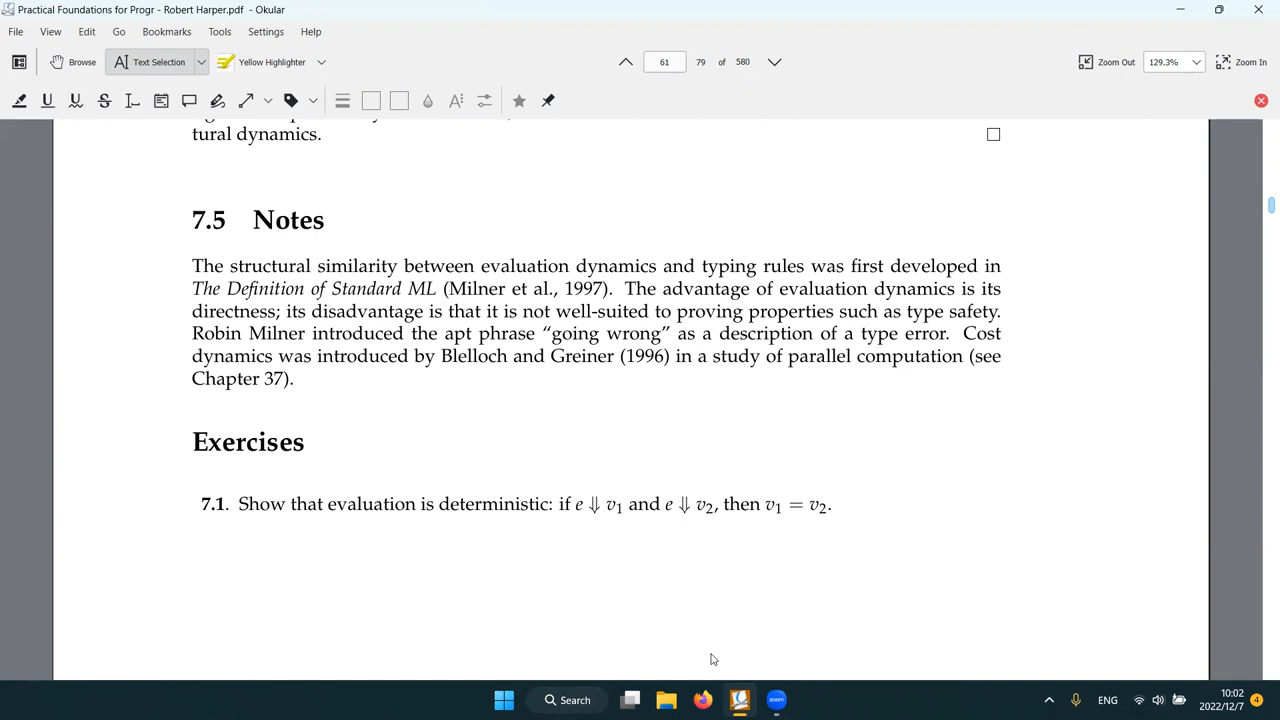 Practical Foundations for Progr - Robert Harper.pdf - Okular
File View Edit Go Bookmarks Tools Settings Help
Browse Text Selection Yellow Highlighter 61 79 of 580 Zoom Out 129.3% Zoom In
tural dynamics.
7.5 Notes
The structural similarity between evaluation dynamics and typing rules was first developed in
The Definition of Standard ML (Milner et al., 1997). The advantage of evaluation dynamics is its
directness; its disadvantage is that it is not well-suited to proving properties such as type safety.
Robin Milner introduced the apt phrase “going wrong” as a description of a type error. Cost
dynamics was introduced by Blelloch and Greiner (1996) in a study of parallel computation (see
Chapter 37).
Exercises
7.1. Show that evaluation is deterministic: if e ⇓ v₁ and e ⇓ v₂, then v₁ = v₂.
Search zoom ENG 10:02
2022/12/7 4